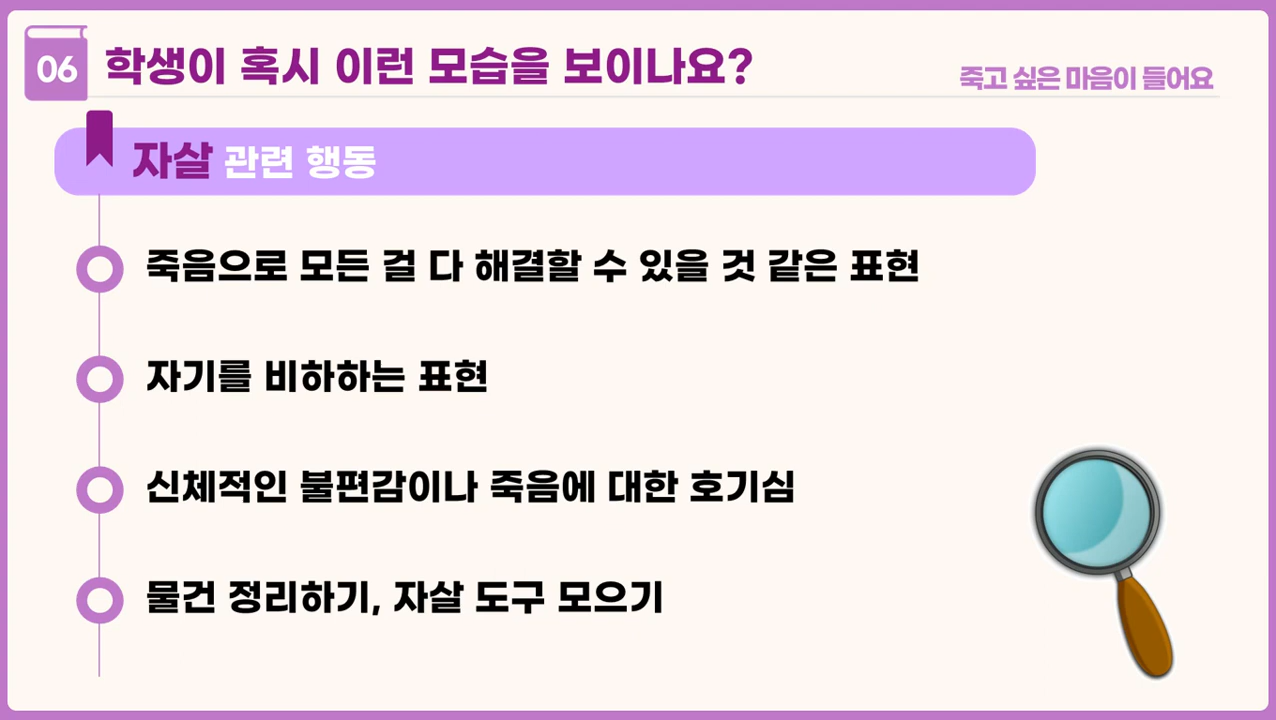 06 학생이 혹시 이런 모습을 보이나요?
죽고 싶은 마음이 들어요
자살 관련 행동
죽음으로 모든 걸 다 해결할 수 있을 것 같은 표현
자기를 비하하는 표현
신체적인 불편감이나 죽음에 대한 호기심
물건 정리하기, 자살 도구 모으기